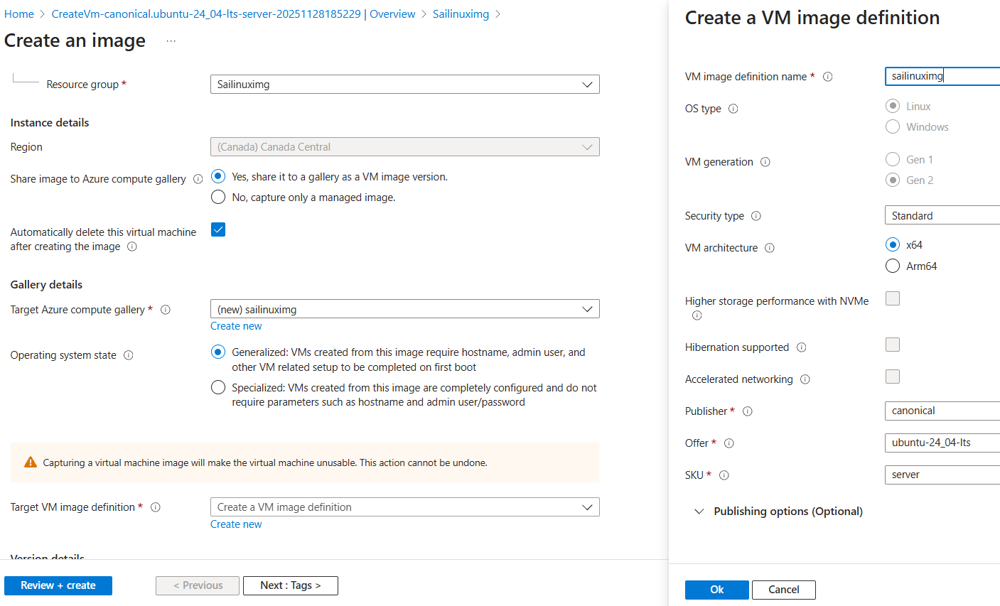 Home > CreateVm-canonical.ubuntu-24_04-lts-server-20251128185229 | Overview > Sailinuximg >
Create an image ...
Resource group *
Sailinuximg
Instance details
Region
(Canada) Canada Central
Share image to Azure compute gallery
Yes, share it to a gallery as a VM image version.
No, capture only a managed image.
Automatically delete this virtual machine
after creating the image
Gallery details
Target Azure compute gallery *
(new) sailinuximg
Create new
Operating system state
Generalized: VMs created from this image require hostname, admin user, and
other VM related setup to be completed on first boot
Specialized: VMs created from this image are completely configured and do not
require parameters such as hostname and admin user/password
Capturing a virtual machine image will make the virtual machine unusable. This action cannot be undone.
Target VM image definition *
Create a VM image definition
Create new
Version details
Review + create
< Previous
Next : Tags >
Create a VM image definition
VM image definition name *
sailinuximg
OS type
Linux
Windows
VM generation
Gen 1
Gen 2
Security type
Standard
VM architecture
x64
Arm64
Higher storage performance with NVMe
Hibernation supported
Accelerated networking
Publisher *
canonical
Offer *
ubuntu-24_04-lts
SKU *
server
Publishing options (Optional)
Ok
Cancel